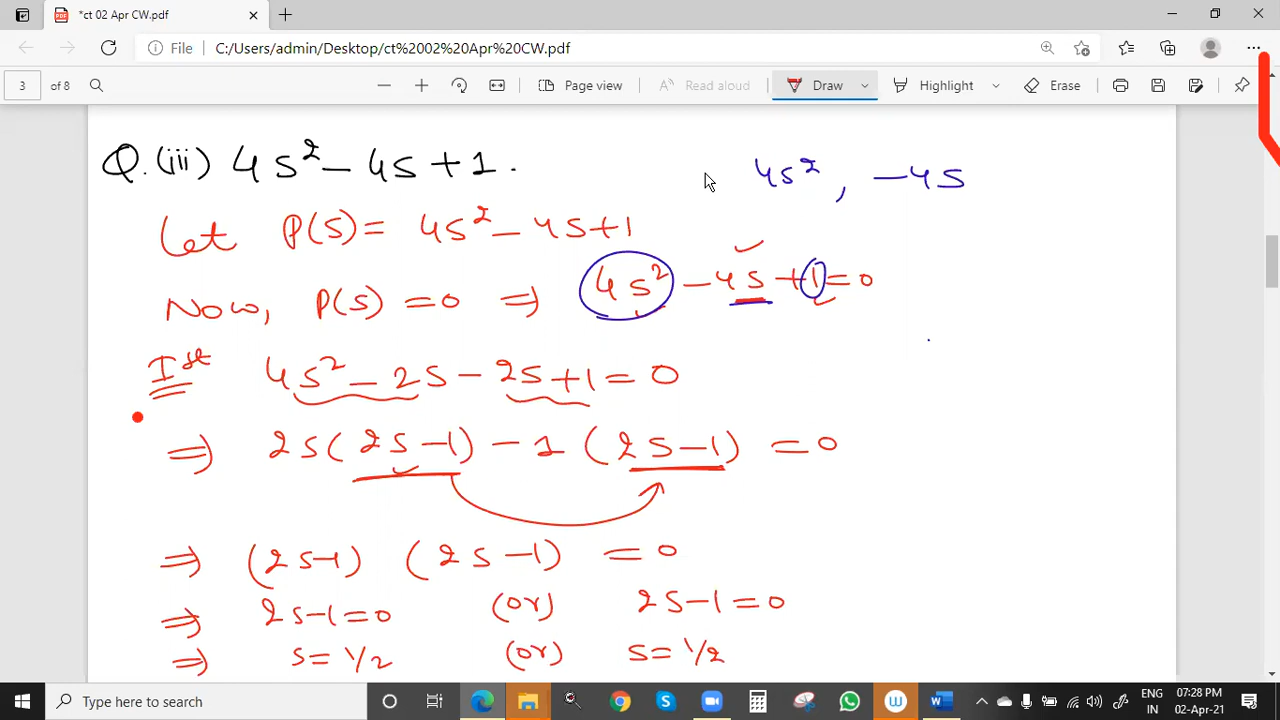 *ct 02 Apr CW.pdf
File C:/Users/admin/Desktop/ct%2002%20Apr%20CW.pdf
3 of 8 Page view Read aloud Draw Highlight Erase
Q.(iii) 4s² - 4s + 1.
4s² , -4s
Let P(s) = 4s² - 4s + 1
Now, P(s) = 0 ⇒ 4s² - 4s + 1 = 0
Ist 4s² - 2s - 2s + 1 = 0
⇒ 2s(2s-1) - 1(2s-1) = 0
⇒ (2s-1) (2s-1) = 0
⇒ 2s-1=0 (or) 2s-1=0
⇒ s=1/2 (or) s=1/2
Type here to search
ENG 07:28 PM
IN 02-Apr-21